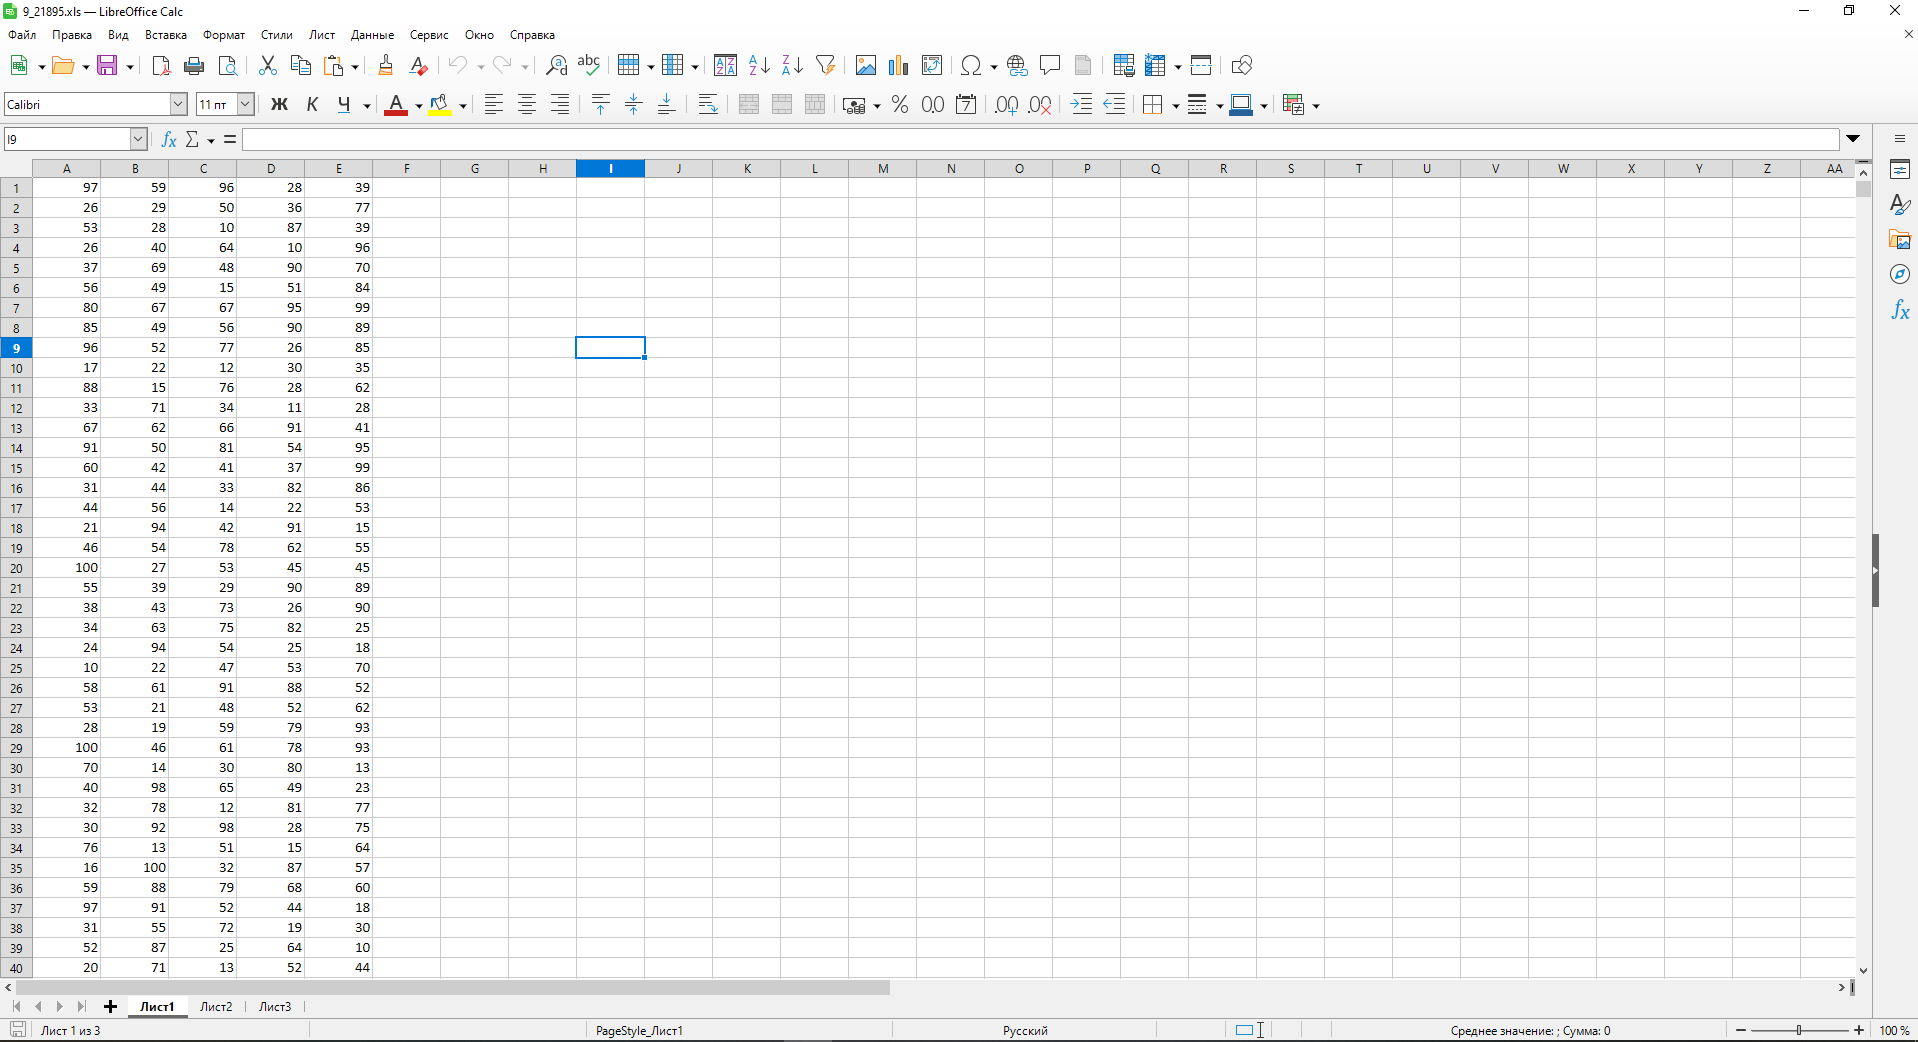 9_21895.xls — LibreOffice Calc
Файл Правка Вид Вставка Формат Стили Лист Данные Сервис Окно Справка
Calibri 11 пт Ж К Ч А
I9 fx Σ =
A B C D E F G H I J K L M N O P Q R S T U V W X Y Z AA
1 97 59 96 28 39
2 26 29 50 36 77
3 53 28 10 87 39
4 26 40 64 10 96
5 37 69 48 90 70
6 56 49 15 51 84
7 80 67 67 95 99
8 85 49 56 90 89
9 96 52 77 26 85
10 17 22 12 30 35
11 88 15 76 28 62
12 33 71 34 11 28
13 67 62 66 91 41
14 91 50 81 54 95
15 60 42 41 37 99
16 31 44 33 82 86
17 44 56 14 22 53
18 21 94 42 91 15
19 46 54 78 62 55
20 100 27 53 45 45
21 55 39 29 90 89
22 38 43 73 26 90
23 34 63 75 82 25
24 24 94 54 25 18
25 10 22 47 53 70
26 58 61 91 88 52
27 53 21 48 52 62
28 28 19 59 79 93
29 100 46 61 78 93
30 70 14 30 80 13
31 40 98 65 49 23
32 32 78 12 81 77
33 30 92 98 28 75
34 76 13 51 15 64
35 16 100 32 87 57
36 59 88 79 68 60
37 97 91 52 44 18
38 31 55 72 19 30
39 52 87 25 64 10
40 20 71 13 52 44
Лист1 Лист2 Лист3
Лист 1 из 3 PageStyle_Лист1 Русский Среднее значение: ; Сумма: 0 100 %